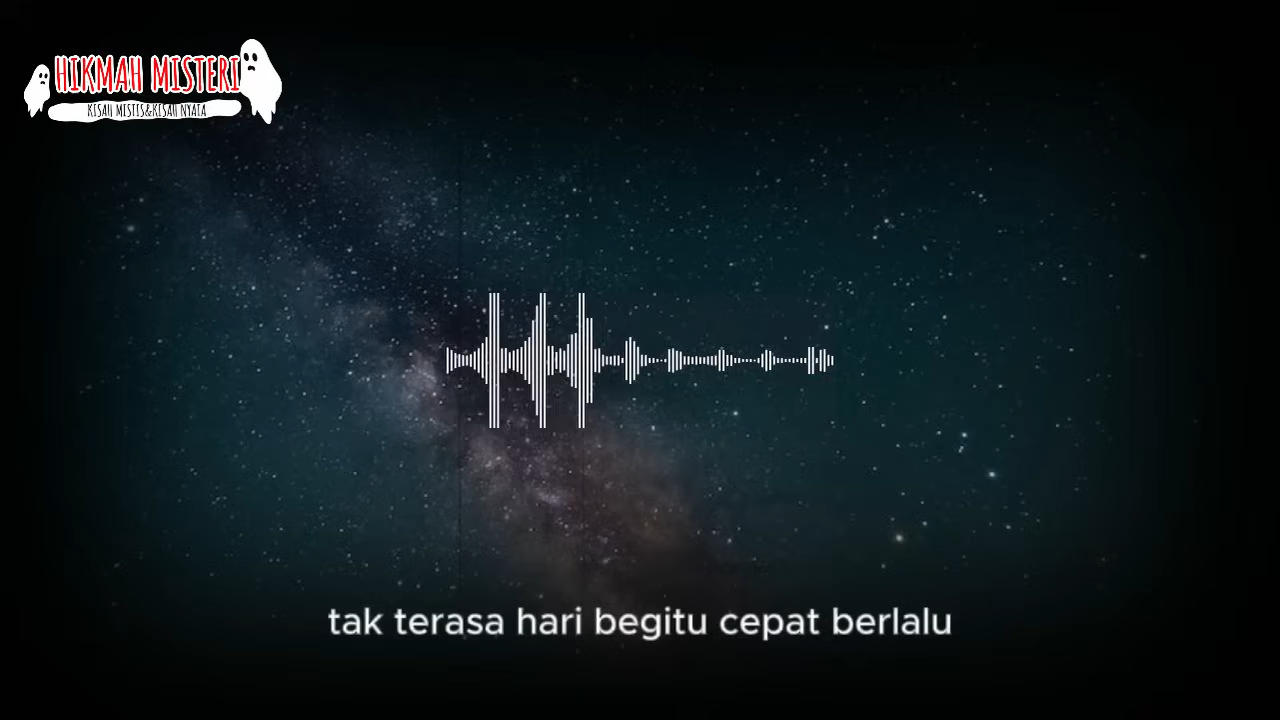 HIKMAH MISTERI
KISAH MISTIS&KISAH NYATA
tak terasa hari begitu cepat berlalu